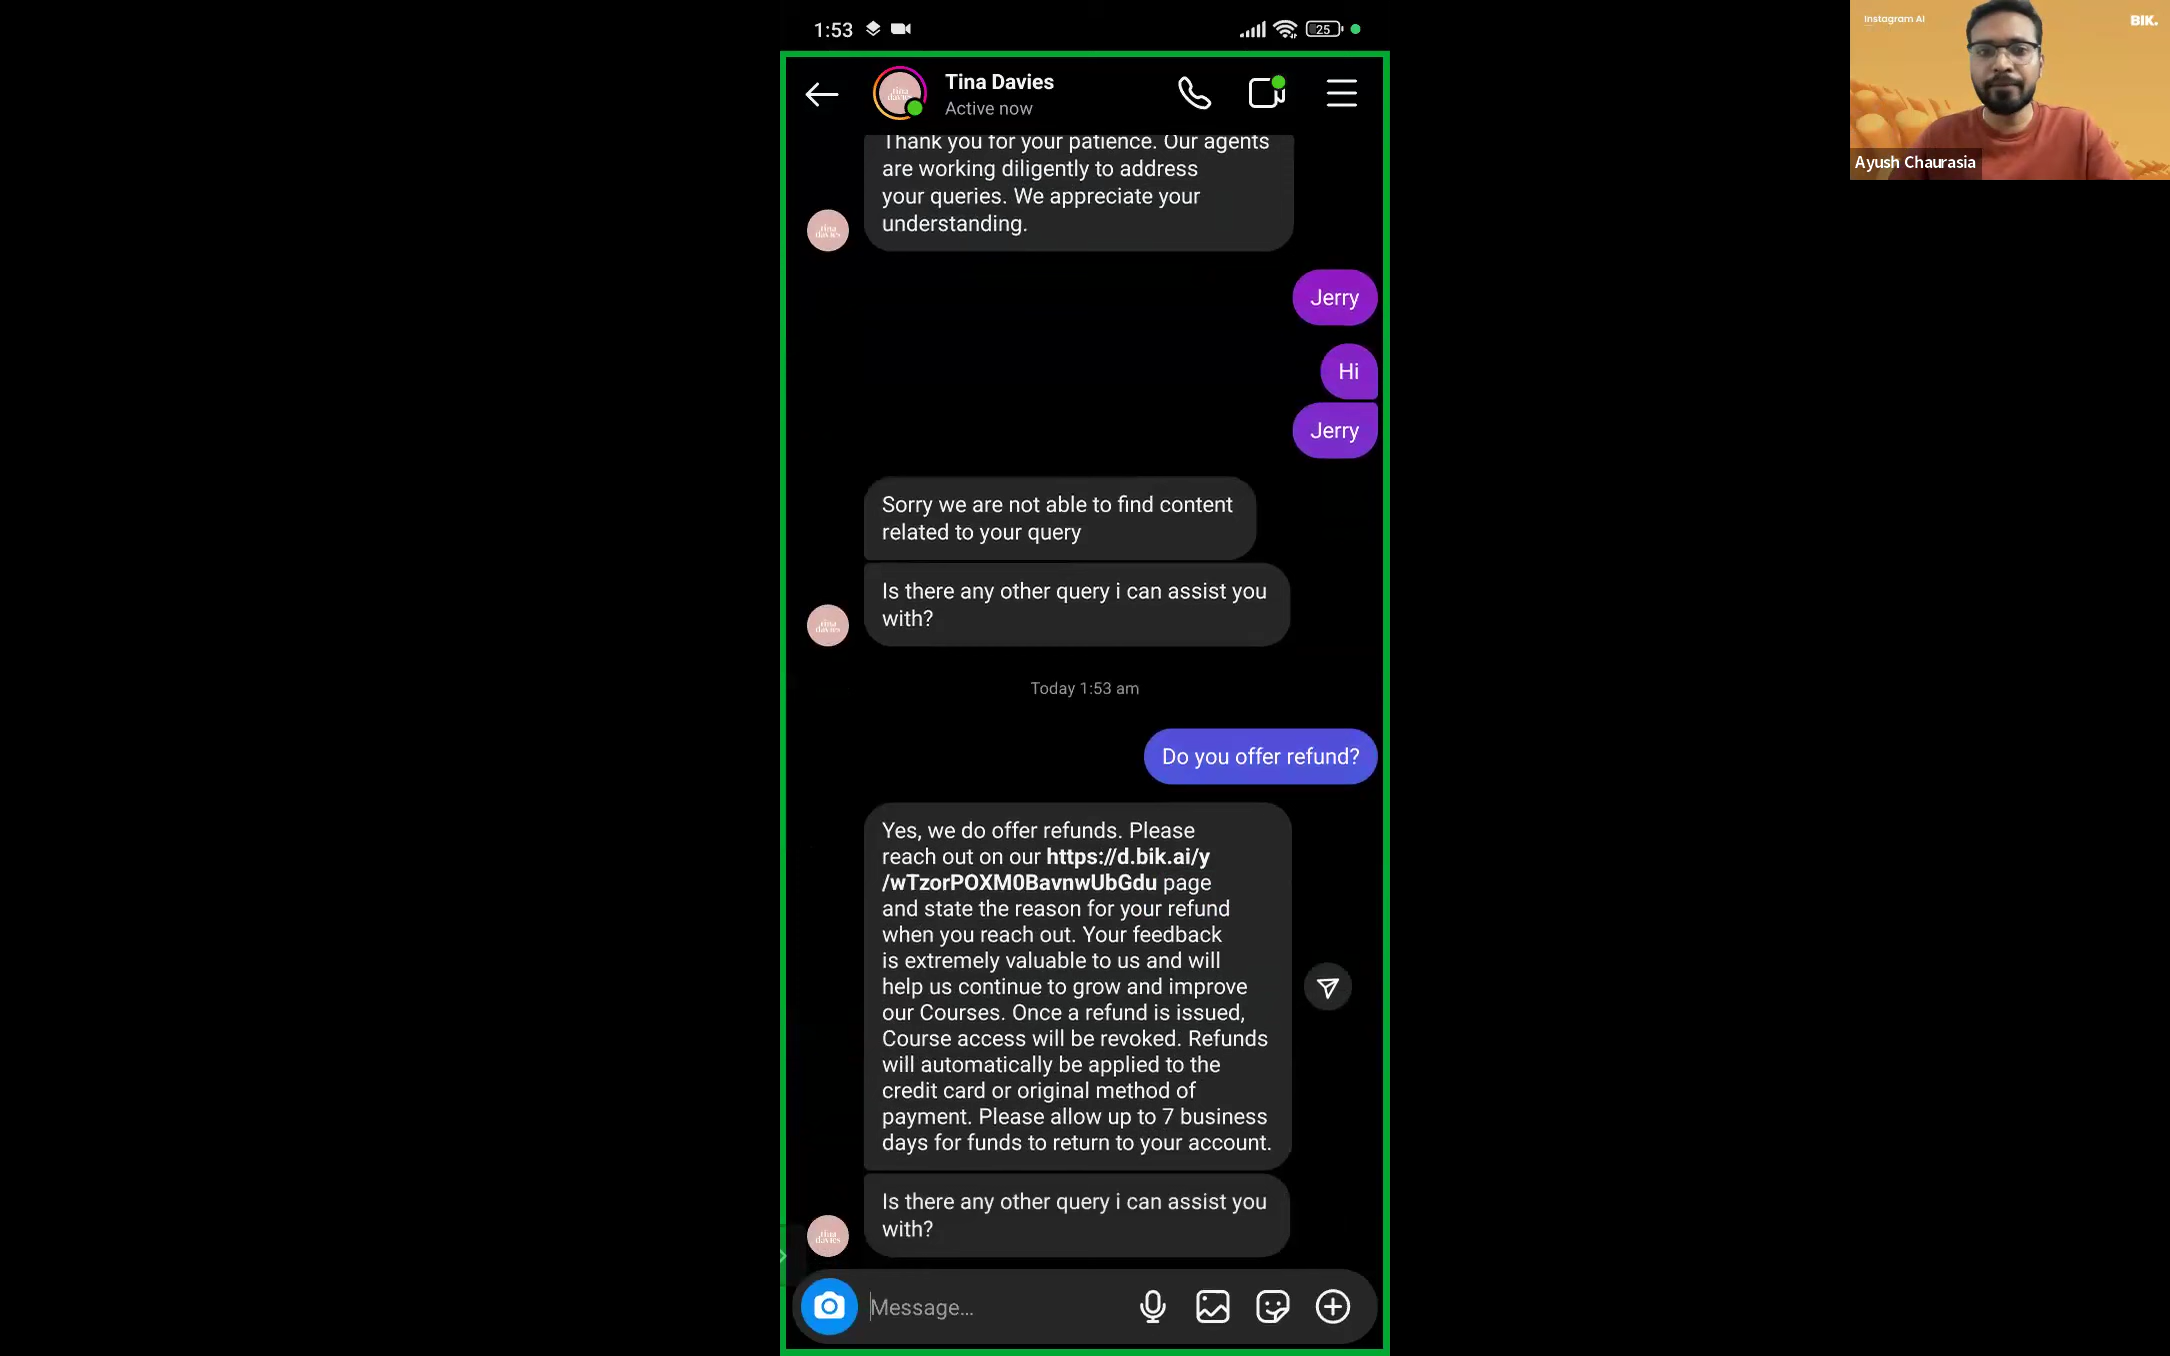 1:53
25
Instagram AI
BIK.
Ayush Chaurasia
Tina Davies
Active now
Thank you for your patience. Our agents
are working diligently to address
your queries. We appreciate your
understanding.
tina
davies
Jerry
Hi
Jerry
Sorry we are not able to find content
related to your query
Is there any other query i can assist you
with?
tina
davies
Today 1:53 am
Do you offer refund?
Yes, we do offer refunds. Please
reach out on our https://d.bik.ai/y
/wTzorPOXM0BavnwUbGdu page
and state the reason for your refund
when you reach out. Your feedback
is extremely valuable to us and will
help us continue to grow and improve
our Courses. Once a refund is issued,
Course access will be revoked. Refunds
will automatically be applied to the
credit card or original method of
payment. Please allow up to 7 business
days for funds to return to your account.
Is there any other query i can assist you
with?
tina
davies
Message...